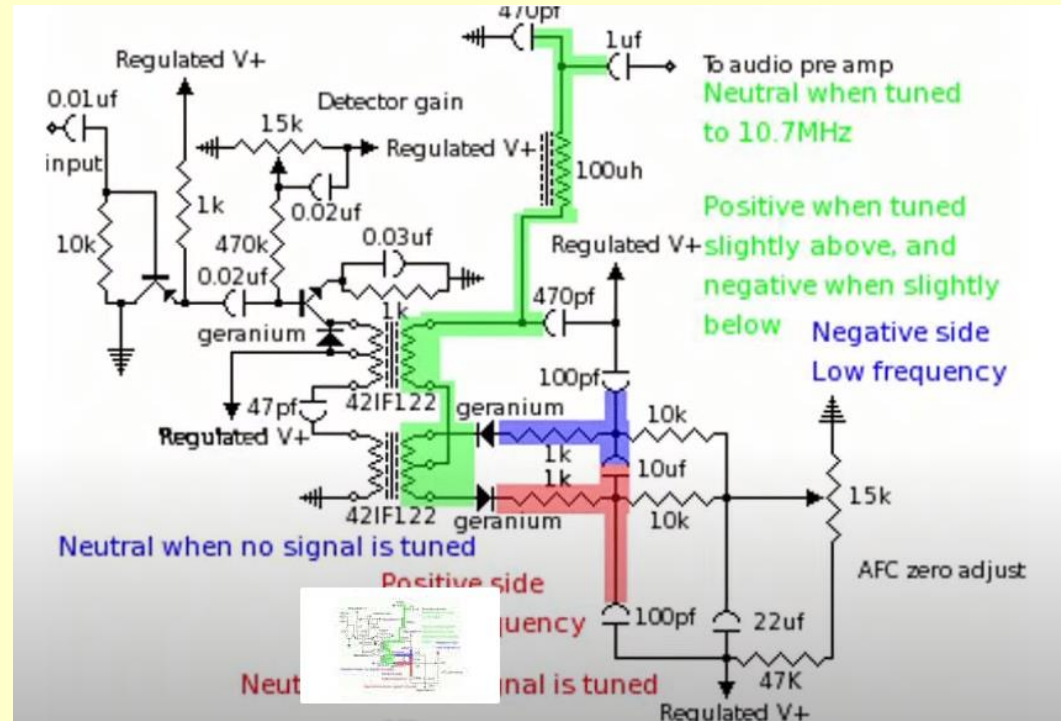 470pf
1uf
Regulated V+
To audio pre amp
0.01uf
Detector gain
Neutral when tuned
to 10.7MHz
15k
Regulated V+
input
100uh
1k
0.02uf
Positive when tuned
slightly above, and
negative when slightly
below
10k
470k
0.03uf
Regulated V+
0.02uf
470pf
1k
geranium
Negative side
Low frequency
100pf
47pf
42IF122
geranium
10k
Regulated V+
1k
10uf
1k
15k
42IF122
geranium
10k
Neutral when no signal is tuned
AFC zero adjust
Positive side
100pf
22uf
47K
nal is tuned
Regulated V+